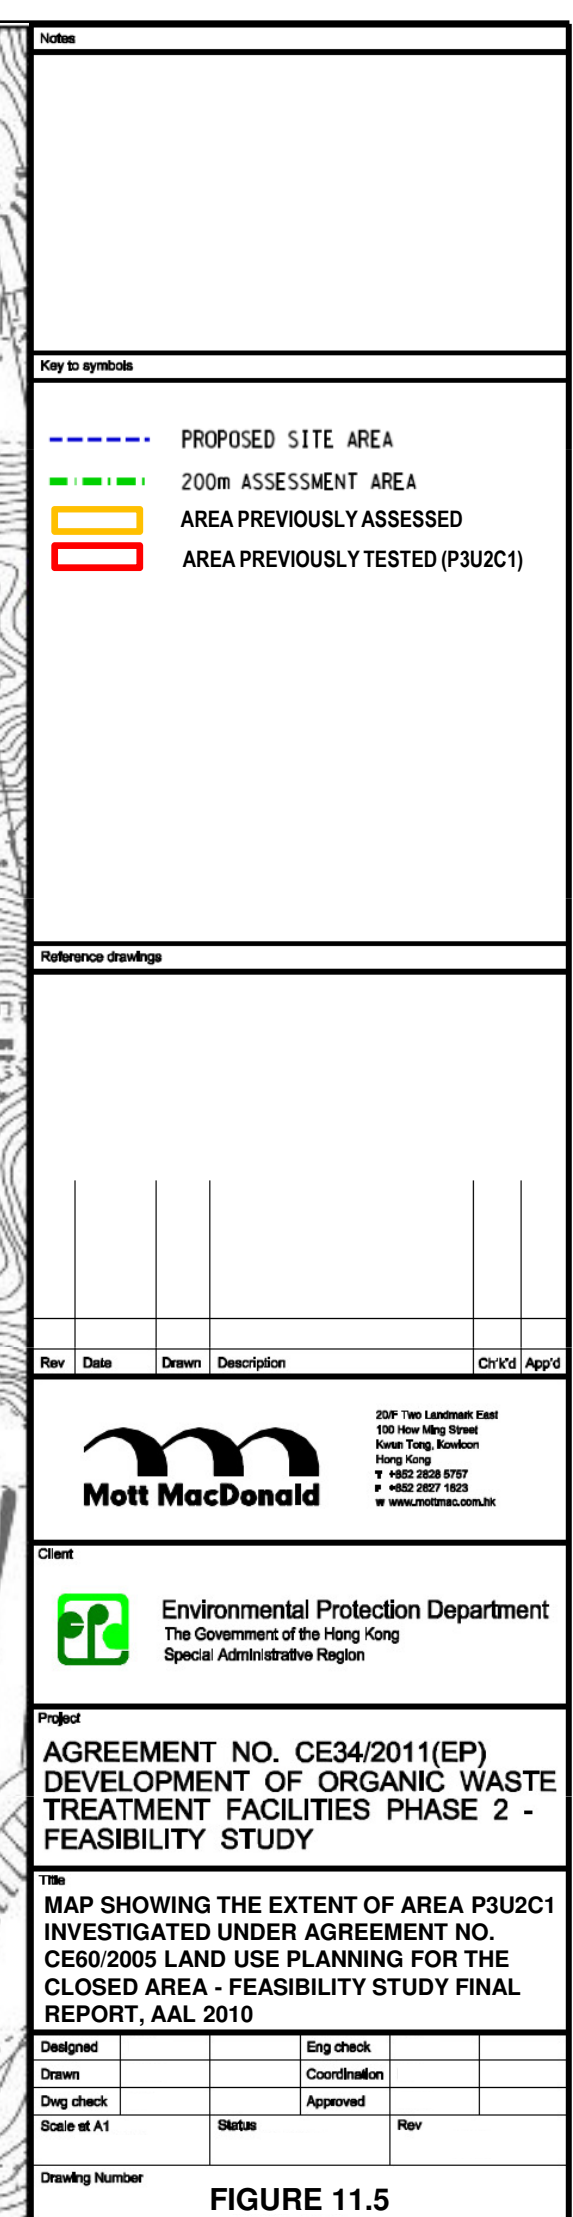 Notes
Key to symbols
PROPOSED SITE AREA
200m ASSESSMENT AREA
AREA PREVIOUSLY ASSESSED
AREA PREVIOUSLY TESTED (P3U2C1)
Reference drawings
Rev Date Drawn Description Ch'k'd App'd
Mott MacDonald
20/F Two Landmark East
100 How Ming Street
Kwun Tong, Kowloon
Hong Kong
T +852 2828 5757
F +852 2827 1823
W www.mottmac.com.hk
Client
epd
Environmental Protection Department
The Government of the Hong Kong
Special Administrative Region
Project
AGREEMENT NO. CE34/2011(EP)
DEVELOPMENT OF ORGANIC WASTE
TREATMENT FACILITIES PHASE 2 -
FEASIBILITY STUDY
Title
MAP SHOWING THE EXTENT OF AREA P3U2C1
INVESTIGATED UNDER AGREEMENT NO.
CE60/2005 LAND USE PLANNING FOR THE
CLOSED AREA - FEASIBILITY STUDY FINAL
REPORT, AAL 2010
Designed Eng check
Drawn Coordination
Dwg check Approved
Scale at A1 Status Rev
Drawing Number
FIGURE 11.5